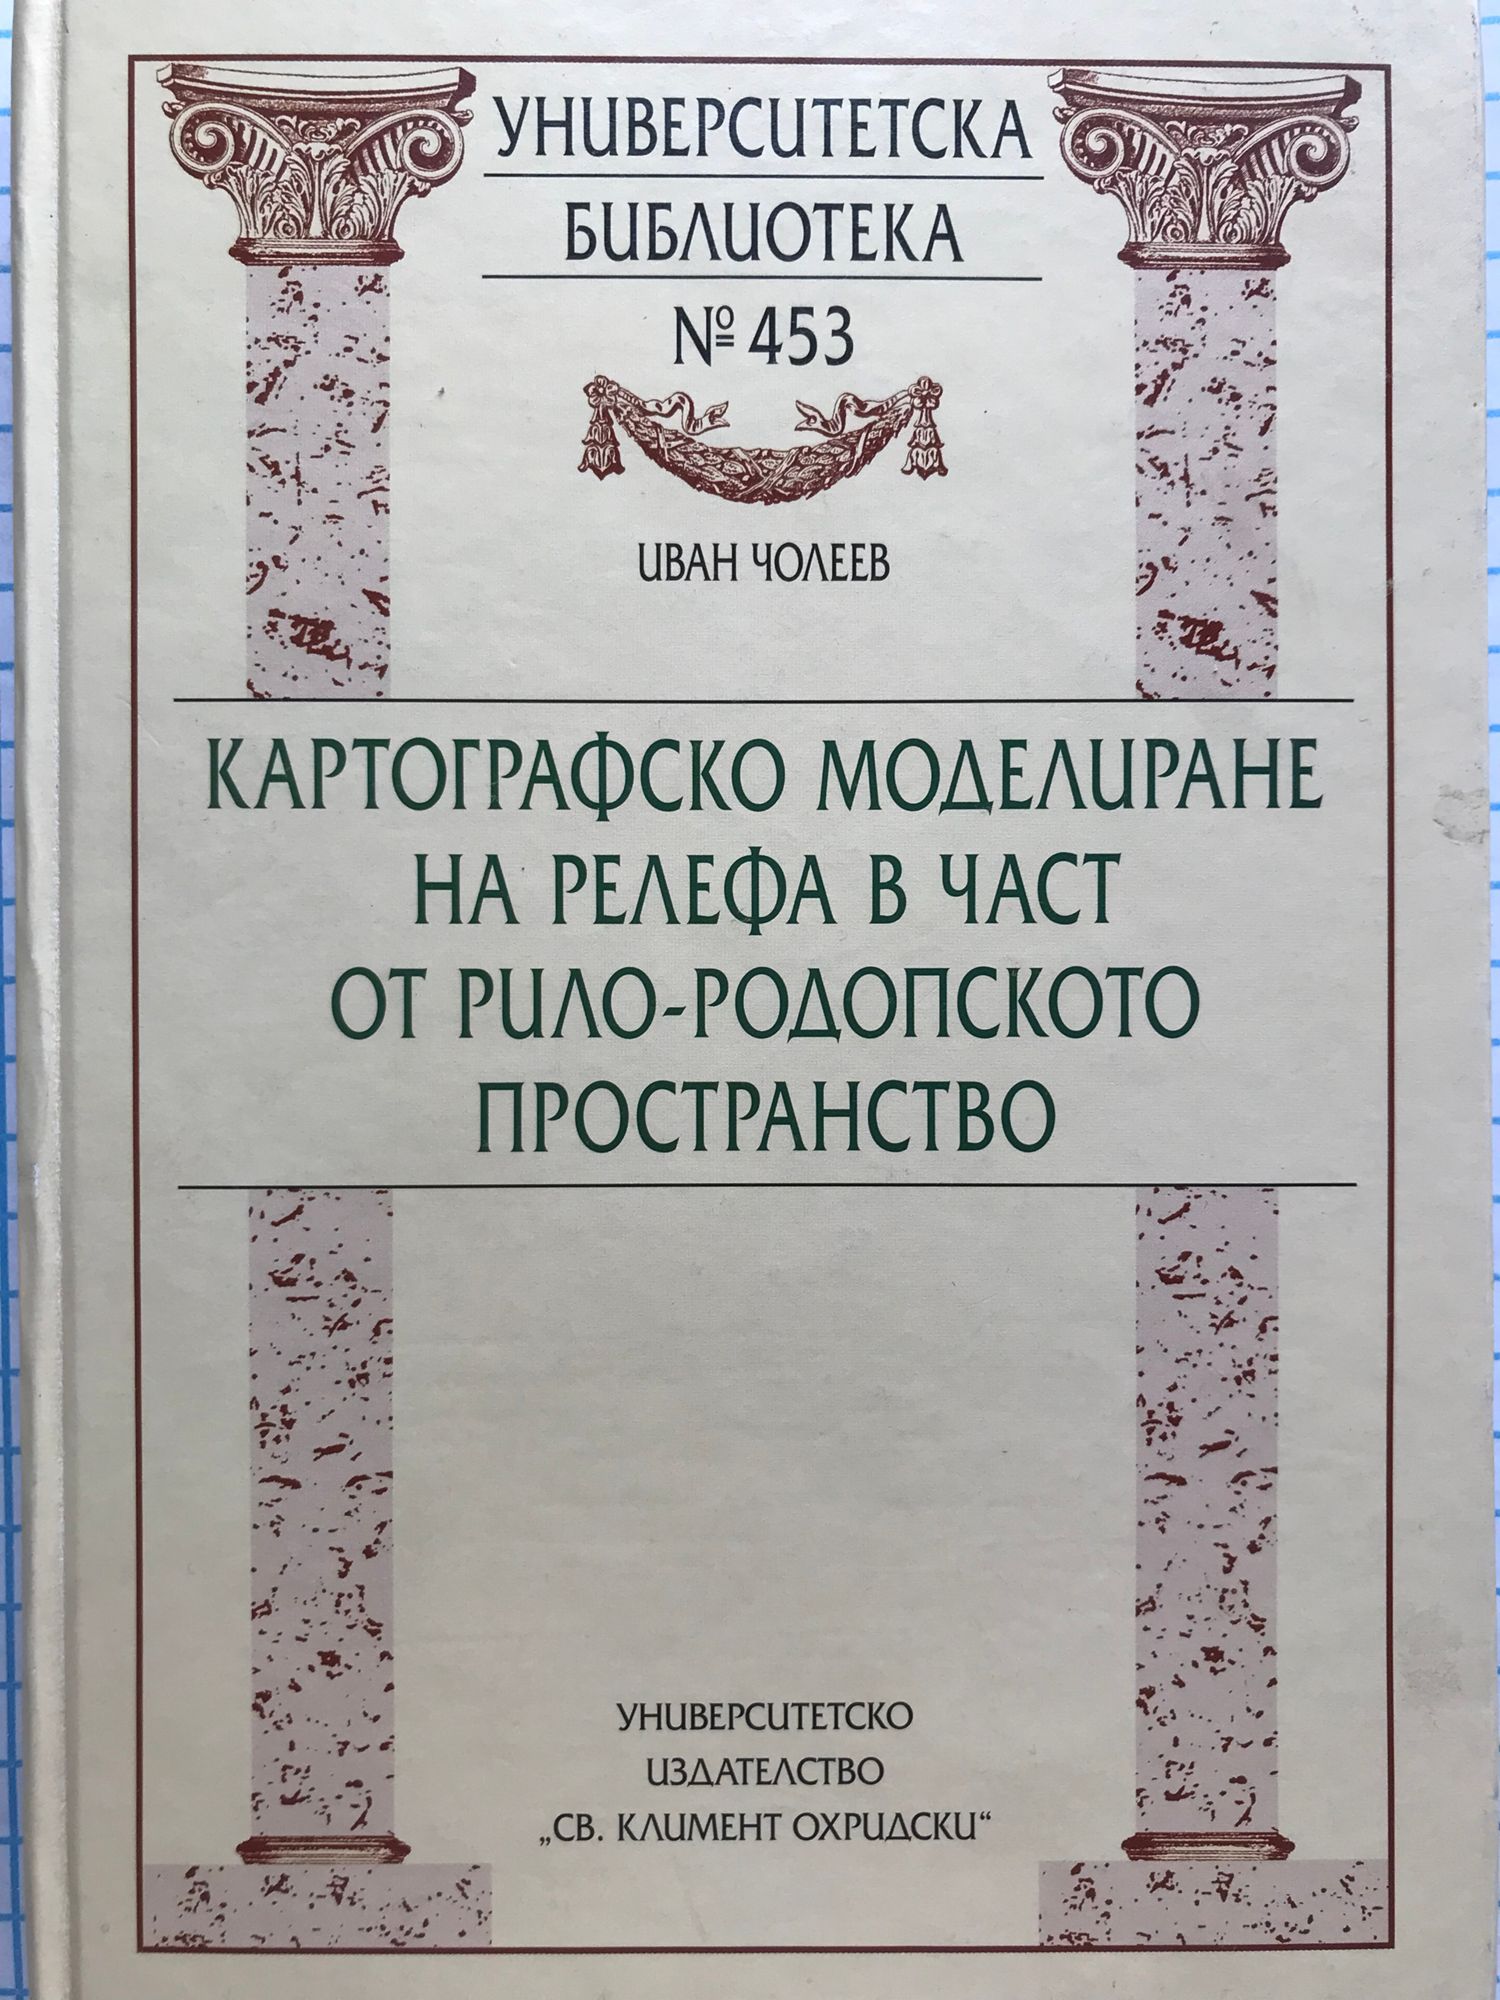 УНИВЕРСИТЕТСКА
БИБЛИОТЕКА
№ 453
ИВАН ЧОЛЕЕВ
КАРТОГРАФСКО МОДЕЛИРАНЕ
НА РЕЛЕФА В ЧАСТ
ОТ РИЛО-РОДОПСКОТО
ПРОСТРАНСТВО
УНИВЕРСИТЕТСКО
ИЗДАТЕЛСТВО
„СВ. КЛИМЕНТ ОХРИДСКИ“